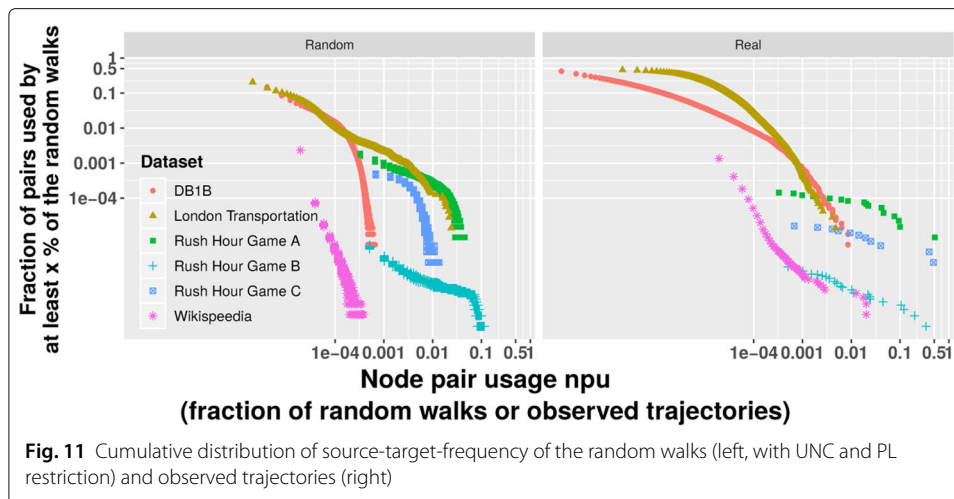 Random
Real
1
0.5
0.1
0.01
0.001
1e-04
Fraction of pairs used by
at least x % of the random walks
Dataset
DB1B
London Transportation
Rush Hour Game A
Rush Hour Game B
Rush Hour Game C
Wikispeedia
1e-04 0.001 0.01 0.1 0.51
1e-04 0.001 0.01 0.1 0.51
Node pair usage npu
(fraction of random walks or observed trajectories)
Fig. 11 Cumulative distribution of source-target-frequency of the random walks (left, with UNC and PL
restriction) and observed trajectories (right)